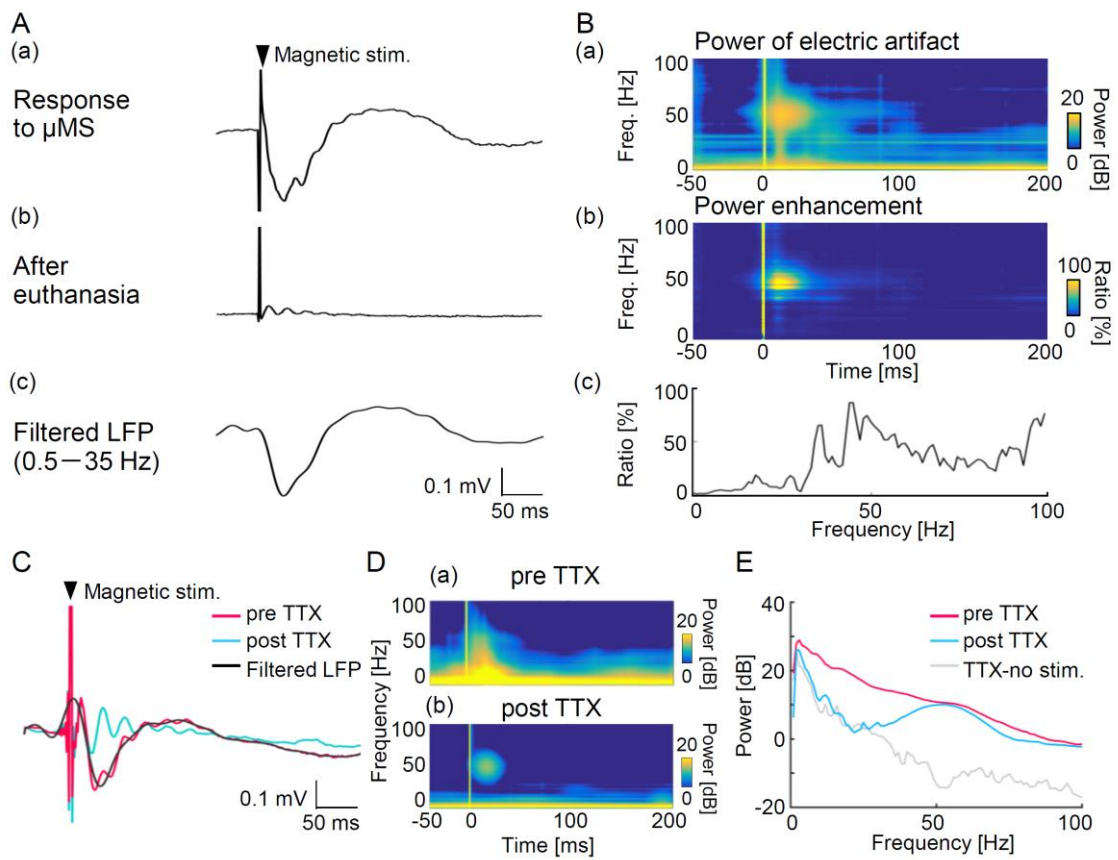 A
(a)
Magnetic stim.
Response
to µMS
(b)
After
euthanasia
(c)
Filtered LFP
(0.5—35 Hz)
0.1 mV
50 ms
B
(a)
Power of electric artifact
100
Freq. [Hz]
0
-50
0
100
200
20
0
Power [dB]
(b)
Power enhancement
100
Freq. [Hz]
0
-50
0
100
200
Time [ms]
100
0
Ratio [%]
(c)
100
50
0
Ratio [%]
50
100
Frequency [Hz]
C
Magnetic stim.
pre TTX
post TTX
Filtered LFP
0.1 mV
50 ms
D
(a)
pre TTX
100
50
0
20
0
Power [dB]
(b)
post TTX
100
50
0
Frequency [Hz]
-50
0
100
200
Time [ms]
20
0
Power [dB]
E
pre TTX
post TTX
TTX-no stim.
40
20
0
-20
Power [dB]
0
50
100
Frequency [Hz]